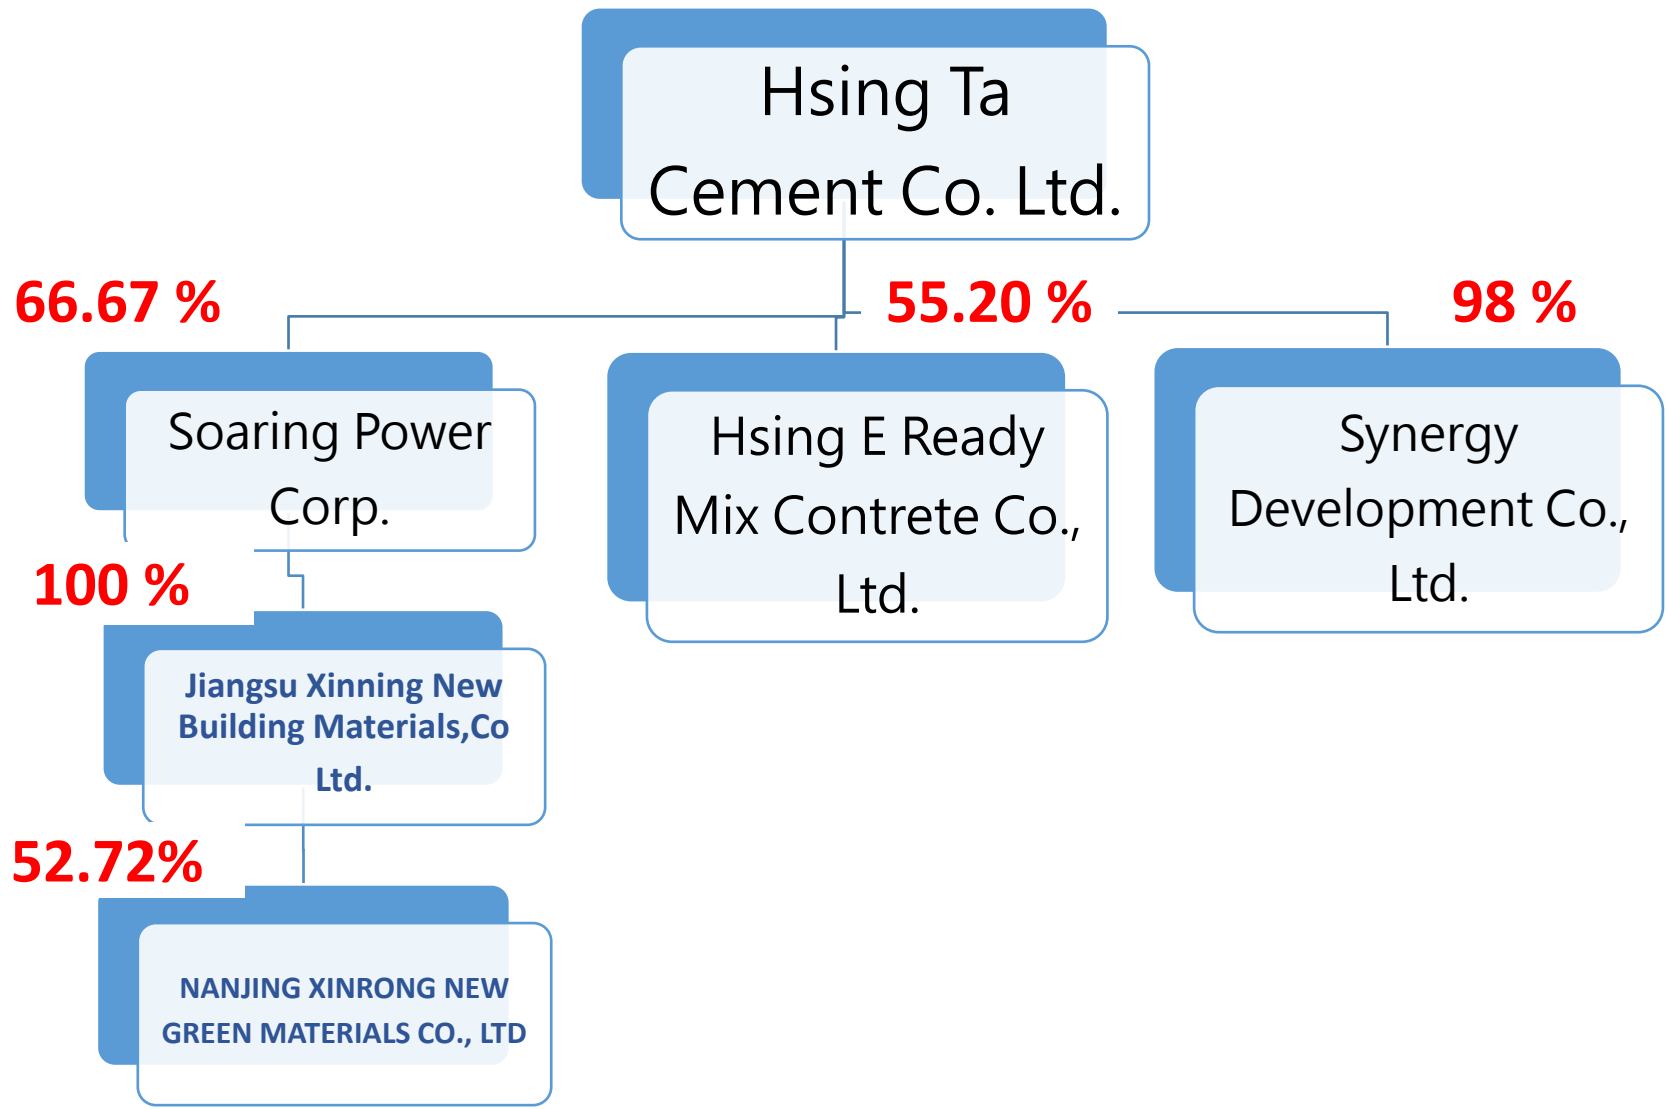 Hsing Ta
Cement Co. Ltd.
66.67 %
55.20 %
98 %
Soaring Power
Corp.
Hsing E Ready
Mix Contrete Co.,
Ltd.
Synergy
Development Co.,
Ltd.
100 %
Jiangsu Xinning New
Building Materials,Co
Ltd.
52.72%
NANJING XINRONG NEW
GREEN MATERIALS CO., LTD